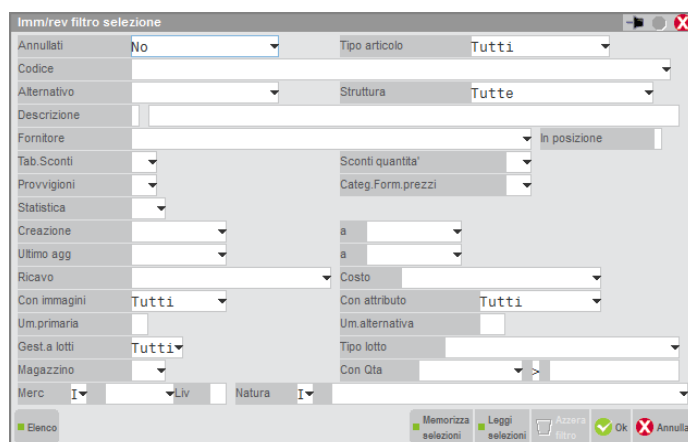 Imm/rev filtro selezione
Annullati No Tipo articolo Tutti
Codice
Alternativo Struttura Tutte
Descrizione
Fornitore In posizione
Tab.Sconti Sconti quantita'
Provvigioni Categ.Form.prezzi
Statistica
Creazione a
Ultimo agg a
Ricavo Costo
Con immagini Tutti Con attributo Tutti
Um.primaria Um.alternativa
Gest.a lotti Tutti Tipo lotto
Magazzino Con Qta >
Merc I Liv Natura I
Elenco Memorizza selezioni Leggi selezioni Azzera filtro Ok Annulla